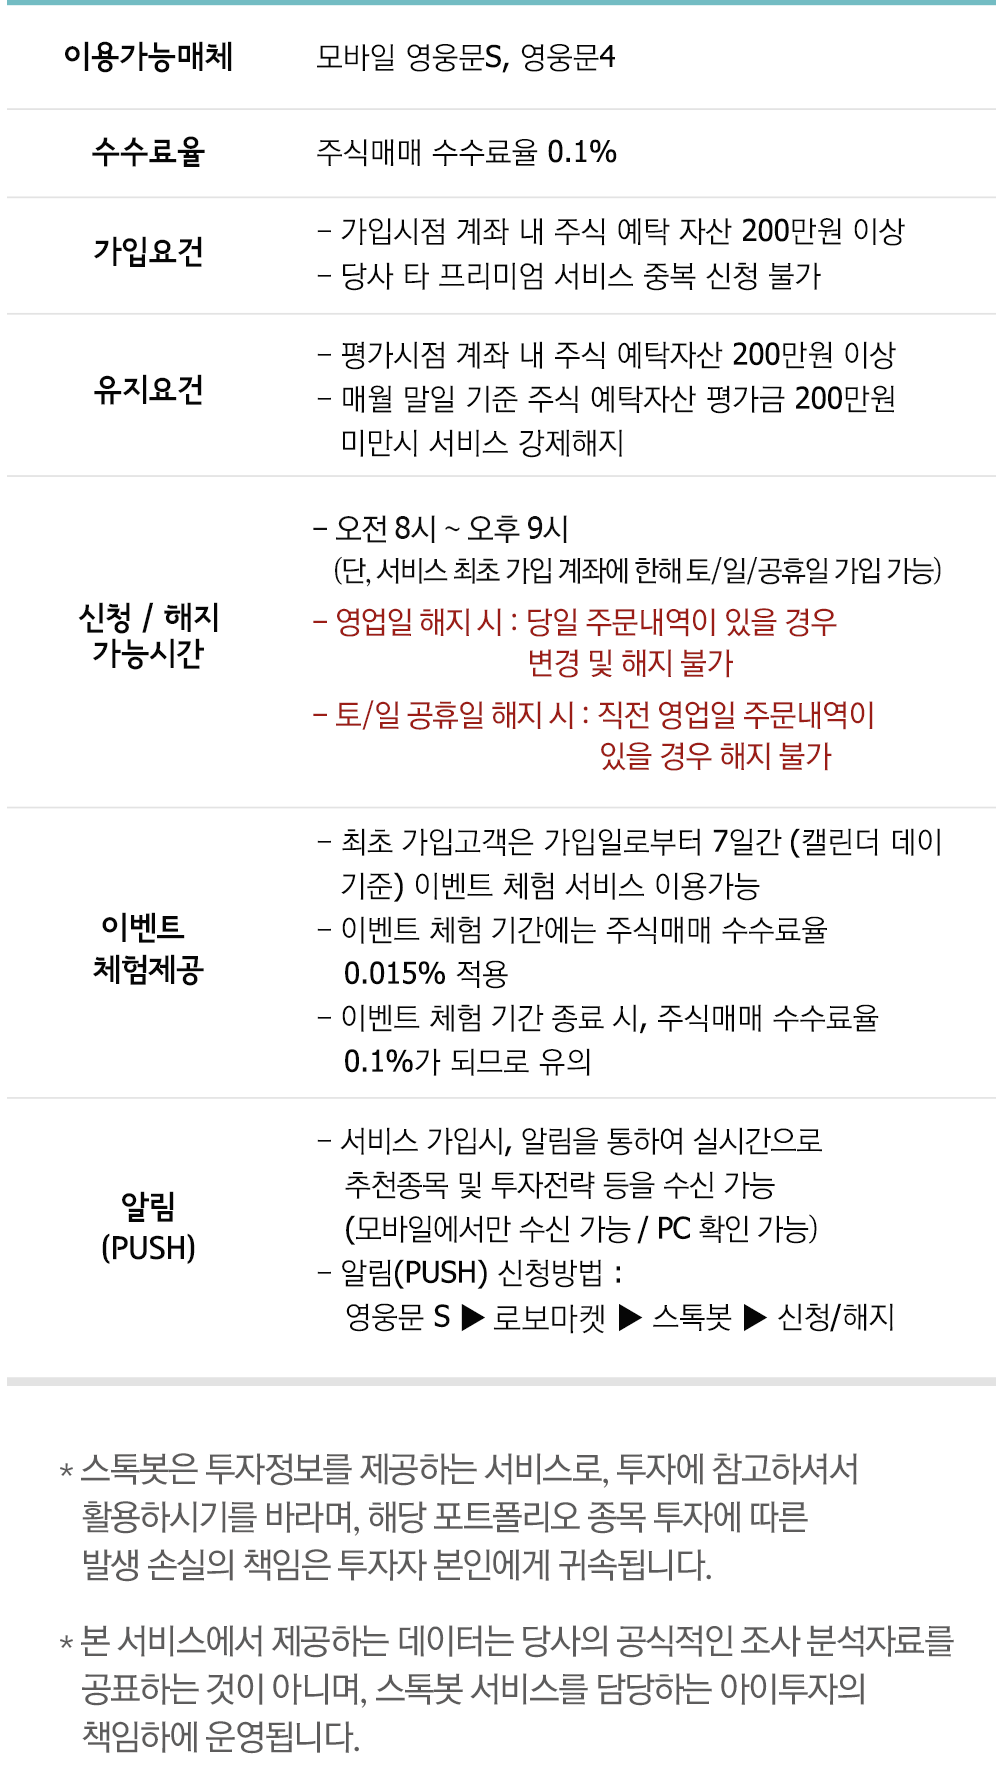 이용가능매체
모바일 영웅문S, 영웅문4
수수료율
주식매매 수수료율 0.1%
가입요건
– 가입시점 계좌 내 주식 예탁 자산 200만원 이상
– 당사 타 프리미엄 서비스 중복 신청 불가
유지요건
– 평가시점 계좌 내 주식 예탁자산 200만원 이상
– 매월 말일 기준 주식 예탁자산 평가금 200만원
미만시 서비스 강제해지
신청 / 해지
가능시간
– 오전 8시 ~ 오후 9시
(단, 서비스 최초 가입 계좌에 한해 토/일/공휴일 가입 가능)
– 영업일 해지 시 : 당일 주문내역이 있을 경우
변경 및 해지 불가
– 토/일 공휴일 해지 시 : 직전 영업일 주문내역이
있을 경우 해지 불가
이벤트
체험제공
– 최초 가입고객은 가입일로부터 7일간 (캘린더 데이
기준) 이벤트 체험 서비스 이용가능
– 이벤트 체험 기간에는 주식매매 수수료율
0.015% 적용
– 이벤트 체험 기간 종료 시, 주식매매 수수료율
0.1%가 되므로 유의
알림
(PUSH)
– 서비스 가입시, 알림을 통하여 실시간으로
추천종목 및 투자전략 등을 수신 가능
(모바일에서만 수신 가능 / PC 확인 가능)
– 알림(PUSH) 신청방법 :
영웅문 S ▶ 로보마켓 ▶ 스톡봇 ▶ 신청/해지
* 스톡봇은 투자정보를 제공하는 서비스로, 투자에 참고하셔서
활용하시기를 바라며, 해당 포트폴리오 종목 투자에 따른
발생 손실의 책임은 투자자 본인에게 귀속됩니다.
* 본 서비스에서 제공하는 데이터는 당사의 공식적인 조사 분석자료를
공표하는 것이 아니며, 스톡봇 서비스를 담당하는 아이투자의
책임하에 운영됩니다.